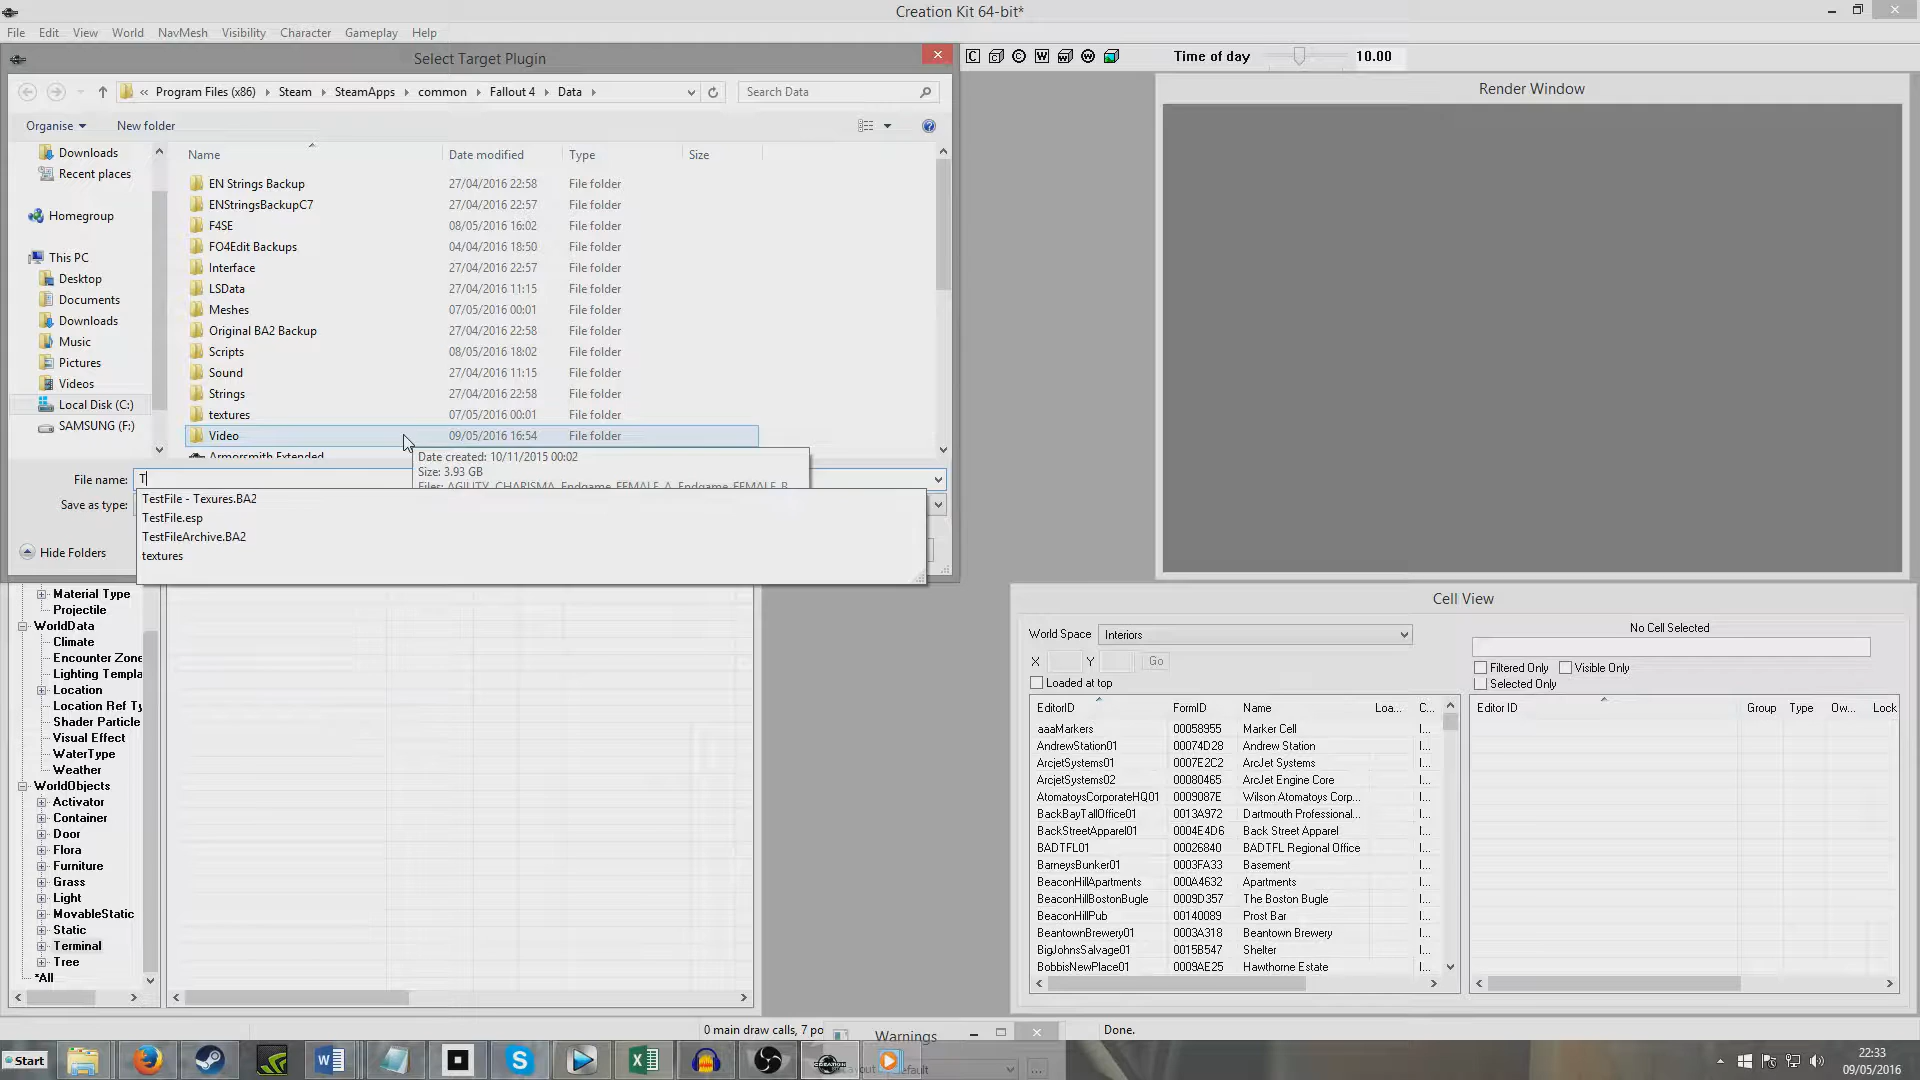 Creation Kit 64-bit*
File Edit View World NavMesh Visibility Character Gameplay Help
Select Target Plugin
Time of day 10.00
« Program Files (x86) Steam SteamApps common Fallout 4 Data
Search Data
Organise New folder
Render Window
Name Date modified Type Size
Downloads
Recent places
Homegroup
This PC
Desktop
Documents
Downloads
Music
Pictures
Videos
Local Disk (C:)
SAMSUNG (F:)
EN Strings Backup 27/04/2016 22:58 File folder
ENStringsBackupC7 27/04/2016 22:57 File folder
F4SE 08/05/2016 16:02 File folder
FO4Edit Backups 04/04/2016 18:50 File folder
Interface 27/04/2016 22:57 File folder
LSData 27/04/2016 11:15 File folder
Meshes 07/05/2016 00:01 File folder
Original BA2 Backup 27/04/2016 22:58 File folder
Scripts 08/05/2016 18:02 File folder
Sound 27/04/2016 11:15 File folder
Strings 27/04/2016 22:58 File folder
textures 07/05/2016 00:01 File folder
Video 09/05/2016 16:54 File folder
Armorsmith Extended
Date created: 10/11/2015 00:02
Size: 3.93 GB
Files: AGILITY, CHARISMA, Endgame_FEMALE_A, Endgame_FEMALE_B
File name: T
Save as type:
TestFile - Texures.BA2
TestFile.esp
TestFileArchive.BA2
textures
Hide Folders
Material Type
Projectile
WorldData
Climate
Encounter Zone
Lighting Templa
Location
Location Ref Ty
Shader Particle
Visual Effect
WaterType
Weather
WorldObjects
Activator
Container
Door
Flora
Furniture
Grass
Light
MovableStatic
Static
Terminal
Tree
*All
Cell View
World Space Interiors
No Cell Selected
X Y Go
Loaded at top
Filtered Only Visible Only
Selected Only
EditorID FormID Name Loa... C...
aaaMarkers 00058955 Marker Cell I...
AndrewStation01 00074D28 Andrew Station I...
ArcjetSystems01 0007E2C2 ArcJet Systems I...
ArcjetSystems02 00080465 ArcJet Engine Core I...
AtomatoysCorporateHQ01 0009087E Wilson Atomatoys Corp... I...
BackBayTallOffice01 0013A972 Dartmouth Professional... I...
BackStreetApparel01 0004E4D6 Back Street Apparel I...
BADTFL01 00026840 BADTFL Regional Office I...
BarneysBunker01 0003FA33 Basement I...
BeaconHillApartments 000A4632 Apartments I...
BeaconHillBostonBugle 0009D357 The Boston Bugle I...
BeaconHillPub 00140089 Prost Bar I...
BeantownBrewery01 0003A318 Beantown Brewery I...
BigJohnsSalvage01 0015B547 Shelter I...
BobbisNewPlace01 0009AE25 Hawthorne Estate I...
Editor ID Group Type Ow... Lock
0 main draw calls, 7 po
Warnings
Done.
Start
22:33
09/05/2016